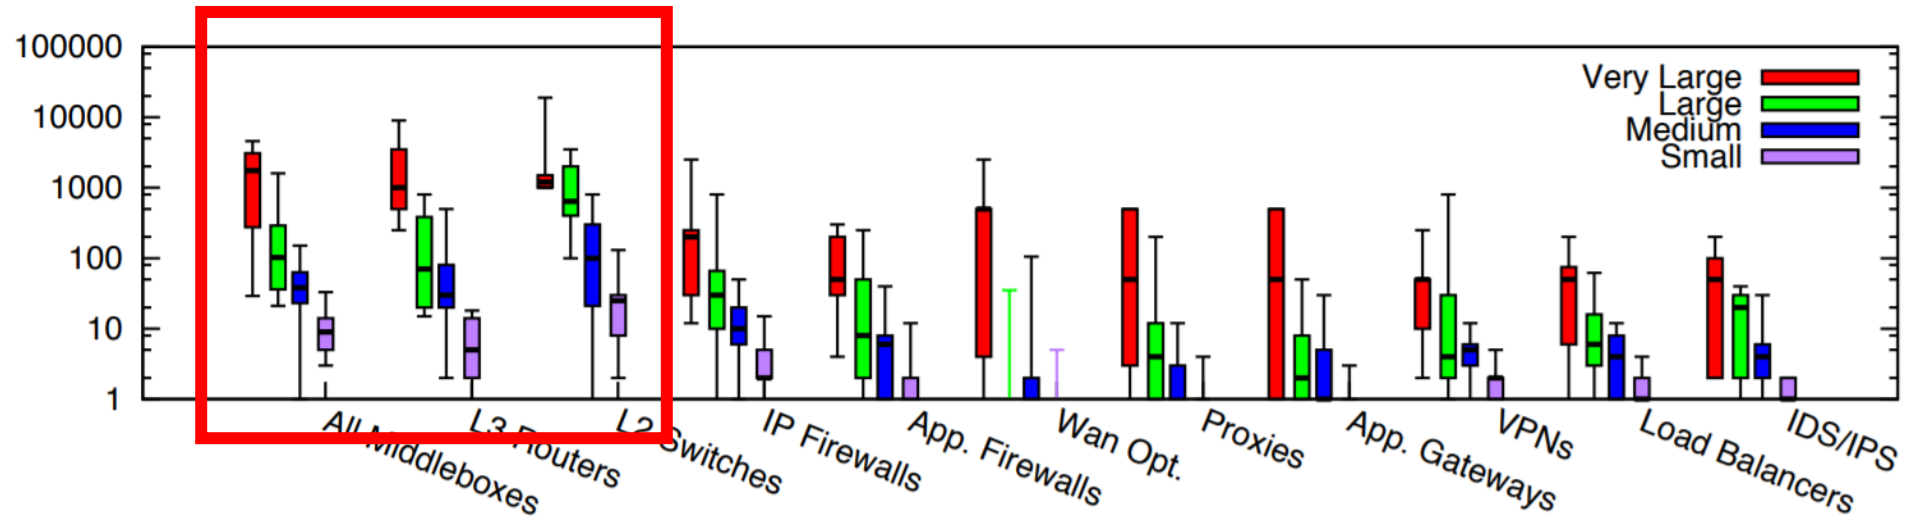 100000
10000
1000
100
10
1
Very Large
Large
Medium
Small
All Middleboxes
L3 Routers
L2 Switches
IP Firewalls
App. Firewalls
Wan Opt.
Proxies
App. Gateways
VPNs
Load Balancers
IDS/IPS